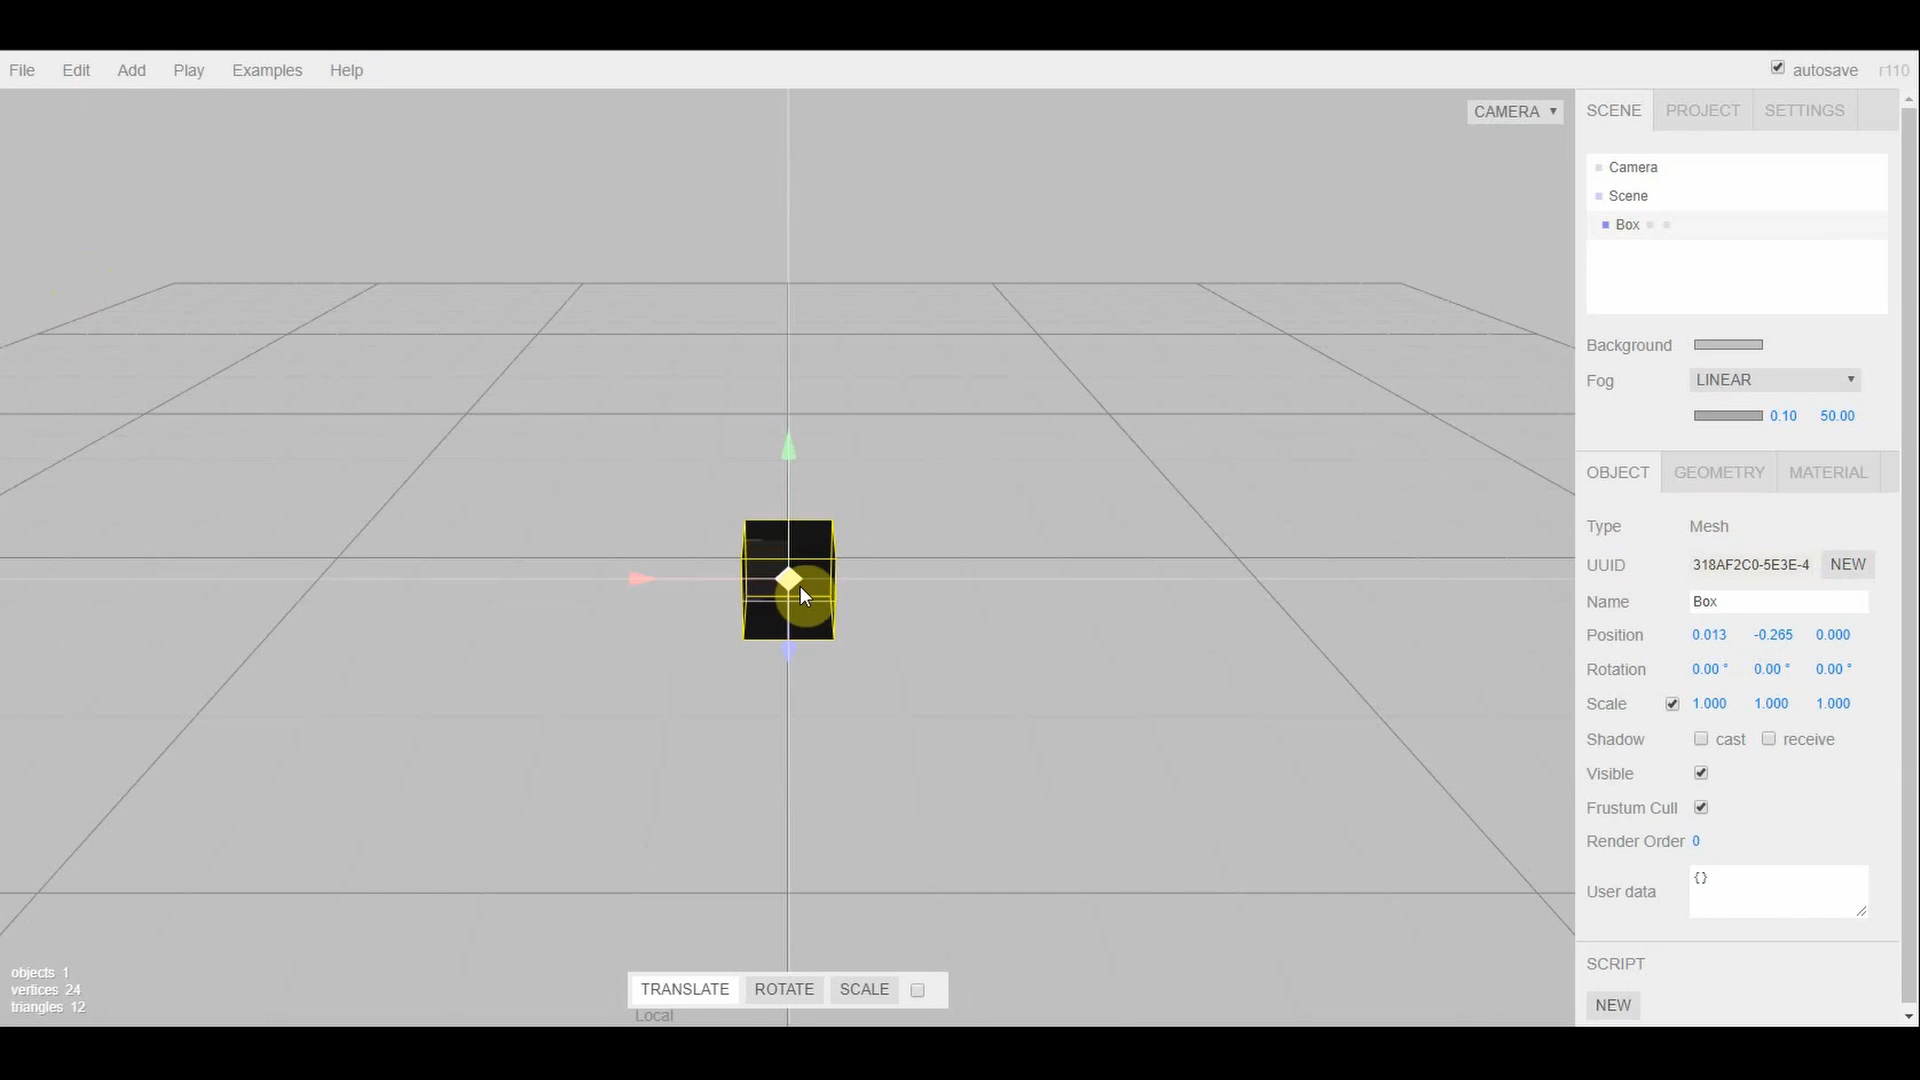 File Edit Add Play Examples Help autosave r110
CAMERA
SCENE PROJECT SETTINGS
Camera
Scene
Box
Background
Fog LINEAR
0.10 50.00
OBJECT GEOMETRY MATERIAL
Type Mesh
UUID 318AF2C0-5E3E-4 NEW
Name Box
Position 0.013 -0.265 0.000
Rotation 0.00 ° 0.00 ° 0.00 °
Scale 1.000 1.000 1.000
Shadow cast receive
Visible
Frustum Cull
Render Order 0
User data {}
SCRIPT
NEW
objects 1
vertices 24
triangles 12
TRANSLATE ROTATE SCALE
Local